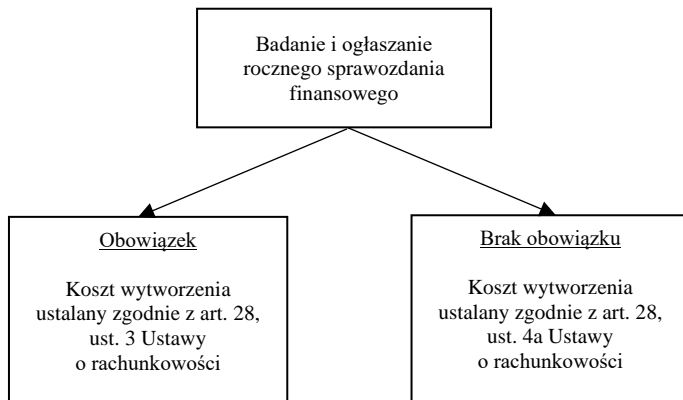 Badanie i ogłaszanie
rocznego sprawozdania
finansowego
Obowiązek
Koszt wytworzenia
ustalany zgodnie z art. 28,
ust. 3 Ustawy
o rachunkowości
Brak obowiązku
Koszt wytworzenia
ustalany zgodnie z art. 28,
ust. 4a Ustawy
o rachunkowości